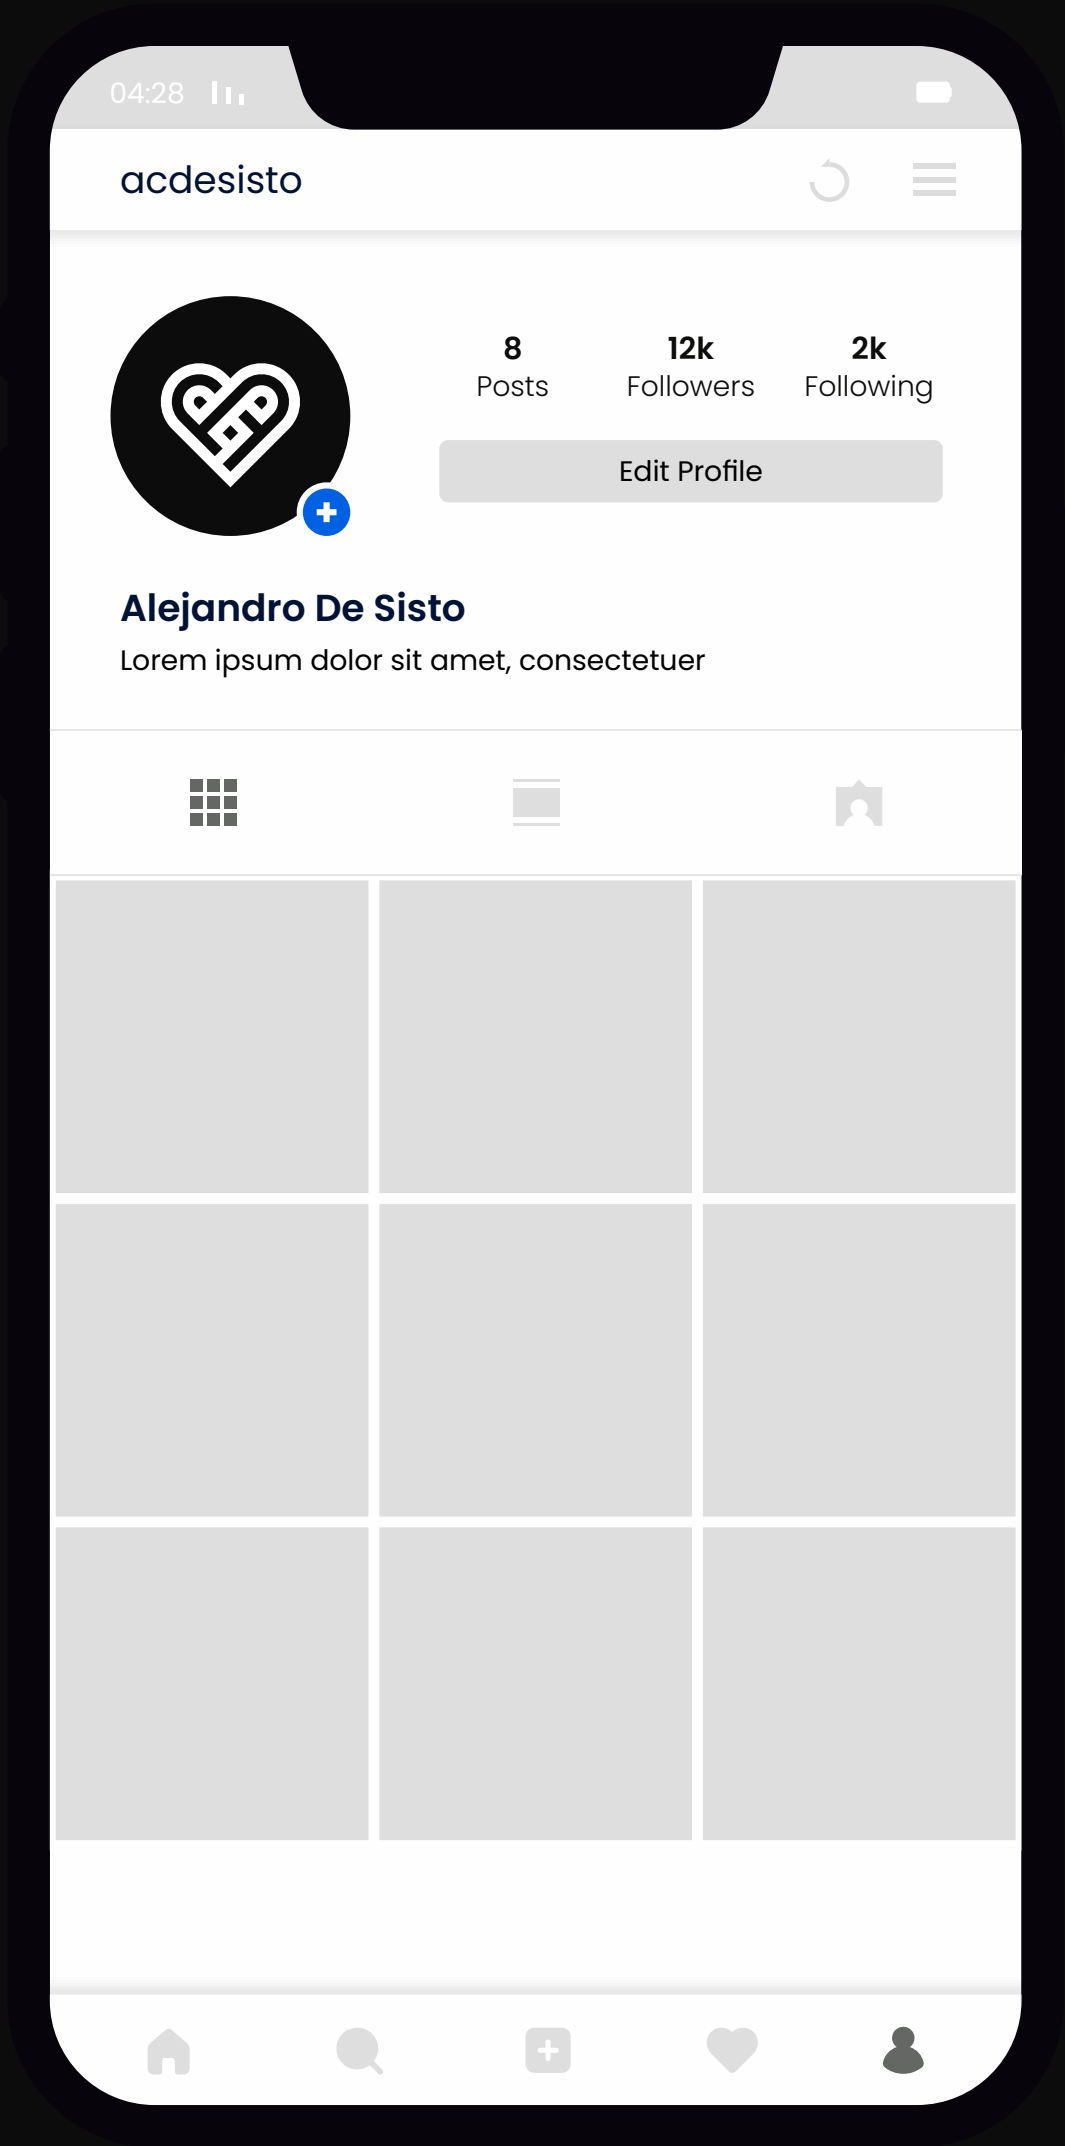 04:28
acdesisto
8 12k 2k
Posts Followers Following
Edit Profile
Alejandro De Sisto
Lorem ipsum dolor sit amet, consectetuer